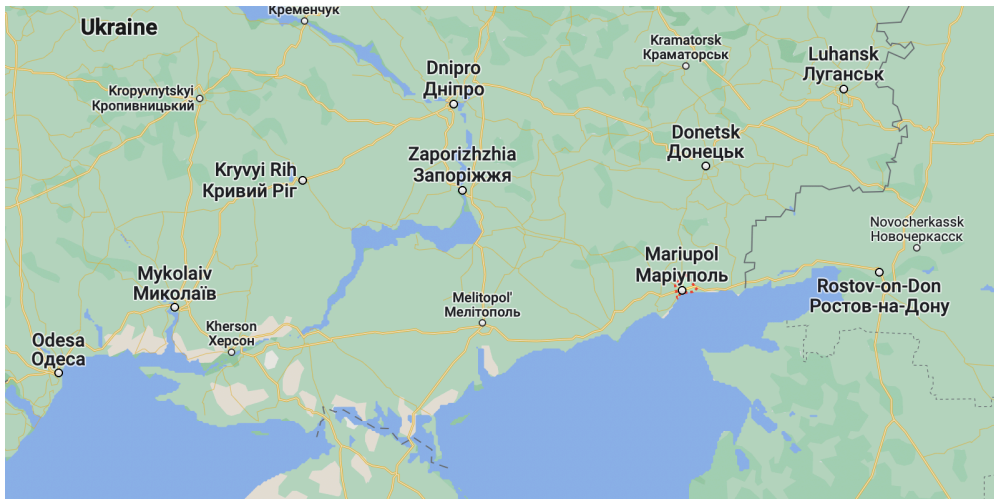 Кременчук
Ukraine
Kramatorsk
Краматорськ
Luhansk
Луганськ
Dnipro
Дніпро
Kropyvnytskyi
Кропивницький
Donetsk
Донецьк
Zaporizhzhia
Запоріжжя
Kryvyi Rih
Кривий Ріг
Novocherkassk
Новочеркасск
Mariupol
Маріуполь
Mykolaiv
Миколаїв
Rostov-on-Don
Ростов-на-Дону
Melitopol'
Мелітополь
Kherson
Херсон
Odesa
Одеса